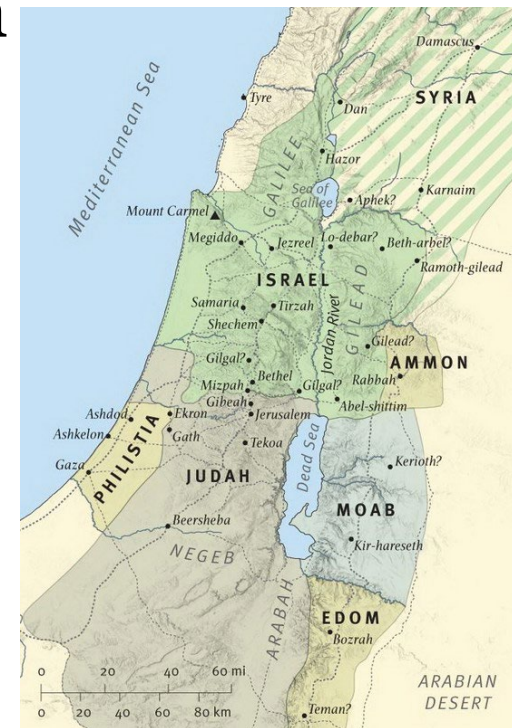 Damascus
SYRIA
Tyre
Dan
Mediterranean Sea
GALILEE
Hazor
Sea of
Galilee
Aphek?
Karnaim
Mount Carmel
Megiddo
Jezreel
Lo-debar?
Beth-arbel?
Ramoth-gilead
ISRAEL
GILEAD
Samaria
Tirzah
Shechem
Jordan River
Gilead?
AMMON
Gilgal?
Bethel
Rabbah
Mizpah
Gilgal?
Gibeah
Abel-shittim
Ashdod
Ekron
Jerusalem
Ashkelon
Gath
Tekoa
PHILISTIA
Dead Sea
Gaza
JUDAH
Kerioth?
MOAB
Beersheba
Kir-hareseth
NEGEB
ARABAH
EDOM
Bozrah
ARABIAN
DESERT
Teman?
0 20 40 60 mi
0 20 40 60 80 km